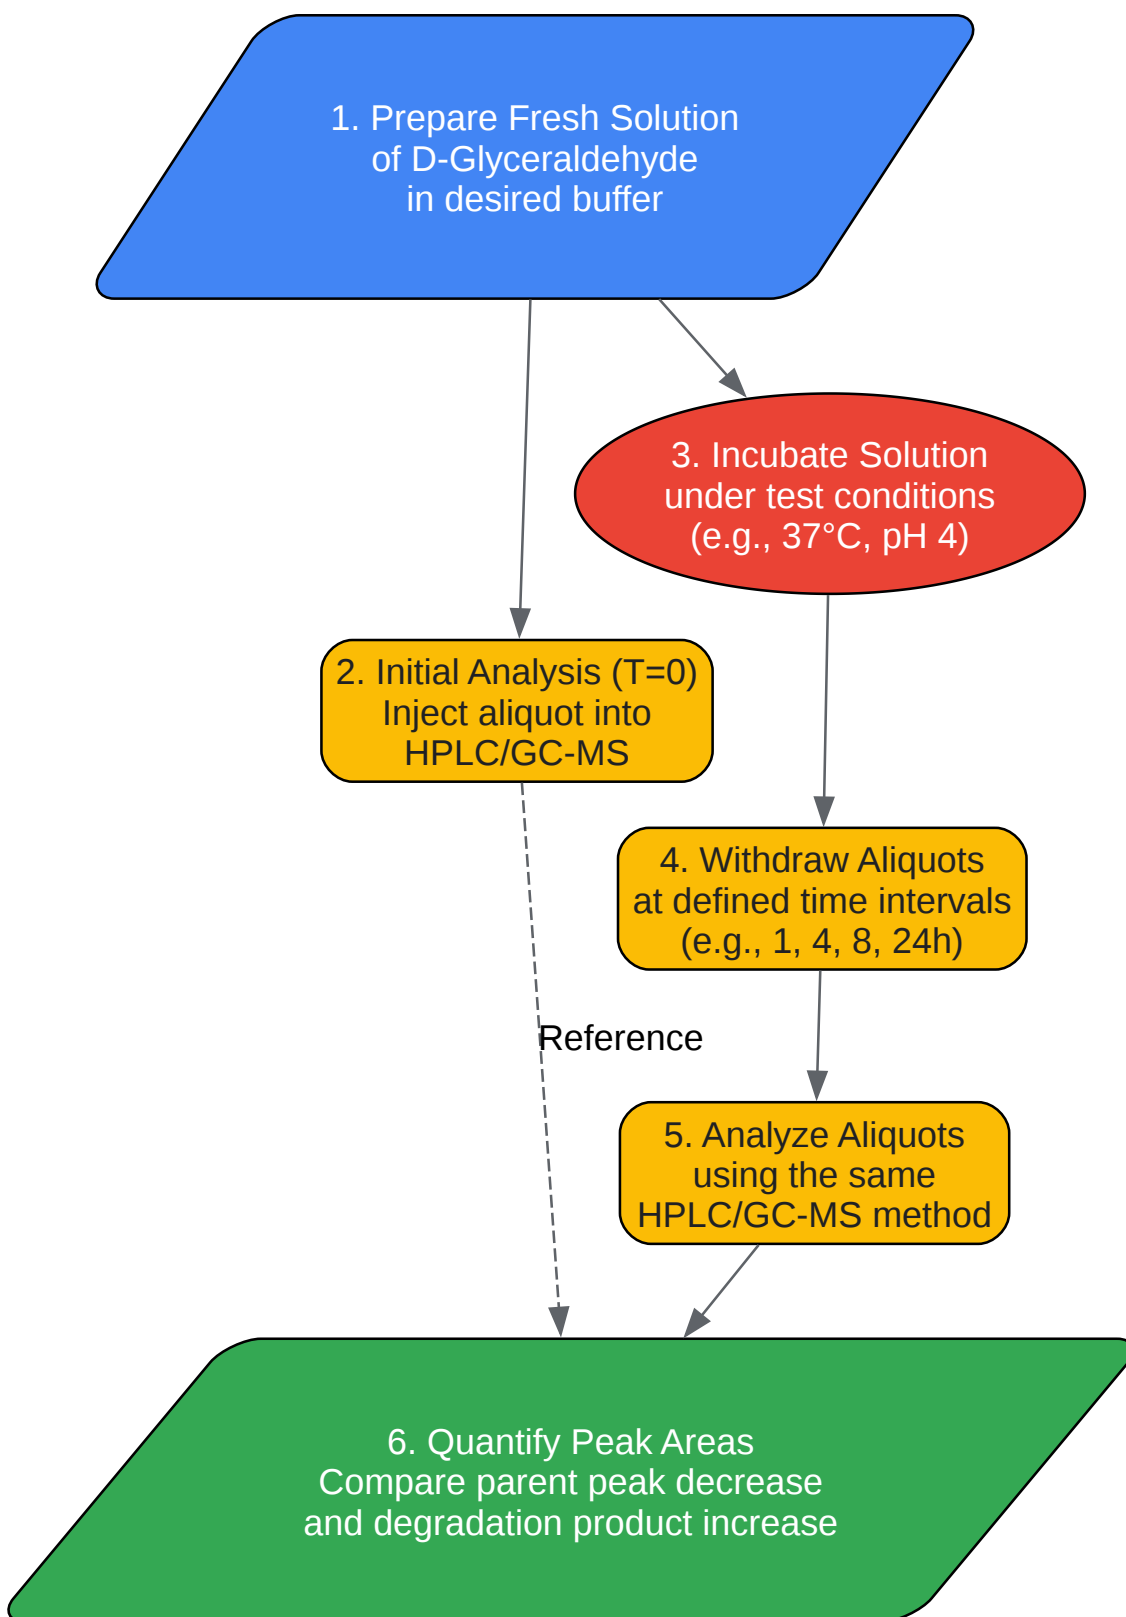 1. Prepare Fresh Solution
of D-Glyceraldehyde
in desired buffer
3. Incubate Solution
under test conditions
(e.g., 37°C, pH 4)
2. Initial Analysis (T=0)
Inject aliquot into
HPLC/GC-MS
4. Withdraw Aliquots
at defined time intervals
(e.g., 1, 4, 8, 24h)
Reference
5. Analyze Aliquots
using the same
HPLC/GC-MS method
6. Quantify Peak Areas
Compare parent peak decrease
and degradation product increase